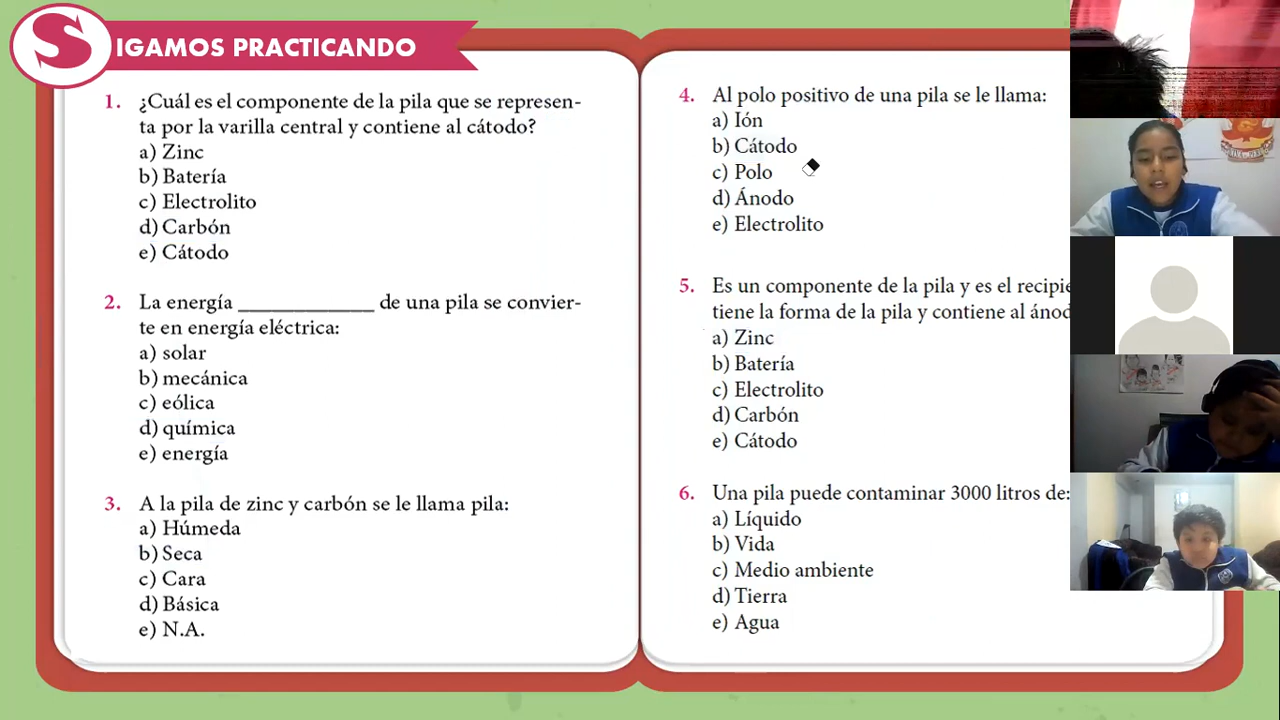 SIGAMOS PRACTICANDO
1. ¿Cuál es el componente de la pila que se represen-
ta por la varilla central y contiene al cátodo?
a) Zinc
b) Batería
c) Electrolito
d) Carbón
e) Cátodo
2. La energía _____________ de una pila se convier-
te en energía eléctrica:
a) solar
b) mecánica
c) eólica
d) química
e) energía
3. A la pila de zinc y carbón se le llama pila:
a) Húmeda
b) Seca
c) Cara
d) Básica
e) N.A.
4. Al polo positivo de una pila se le llama:
a) Ión
b) Cátodo
c) Polo
d) Ánodo
e) Electrolito
5. Es un componente de la pila y es el recipie
tiene la forma de la pila y contiene al ánod
a) Zinc
b) Batería
c) Electrolito
d) Carbón
e) Cátodo
6. Una pila puede contaminar 3000 litros de:
a) Líquido
b) Vida
c) Medio ambiente
d) Tierra
e) Agua